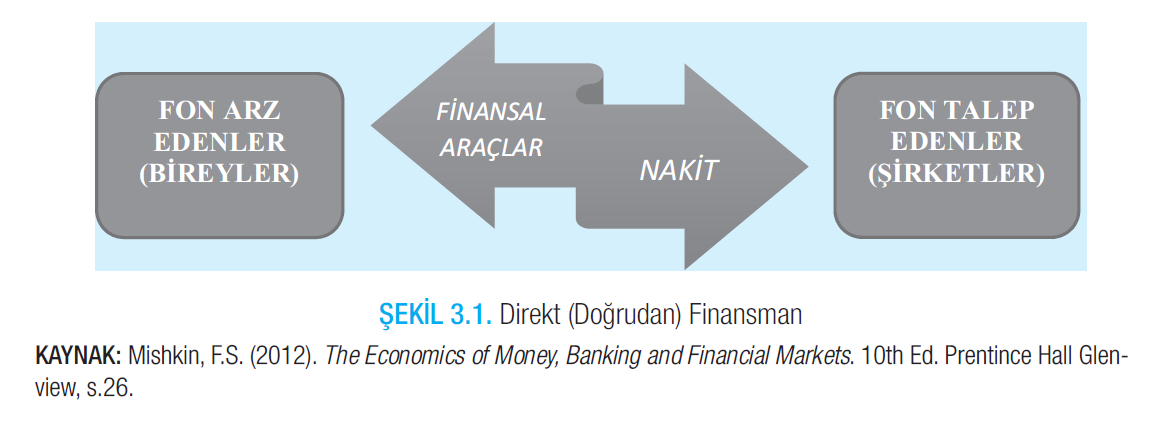 FON ARZ
EDENLER
(BİREYLER)
FİNANSAL
ARAÇLAR
NAKİT
FON TALEP
EDENLER
(ŞİRKETLER)
ŞEKİL 3.1. Direkt (Doğrudan) Finansman
KAYNAK: Mishkin, F.S. (2012). The Economics of Money, Banking and Financial Markets. 10th Ed. Prentince Hall Glen-
view, s.26.